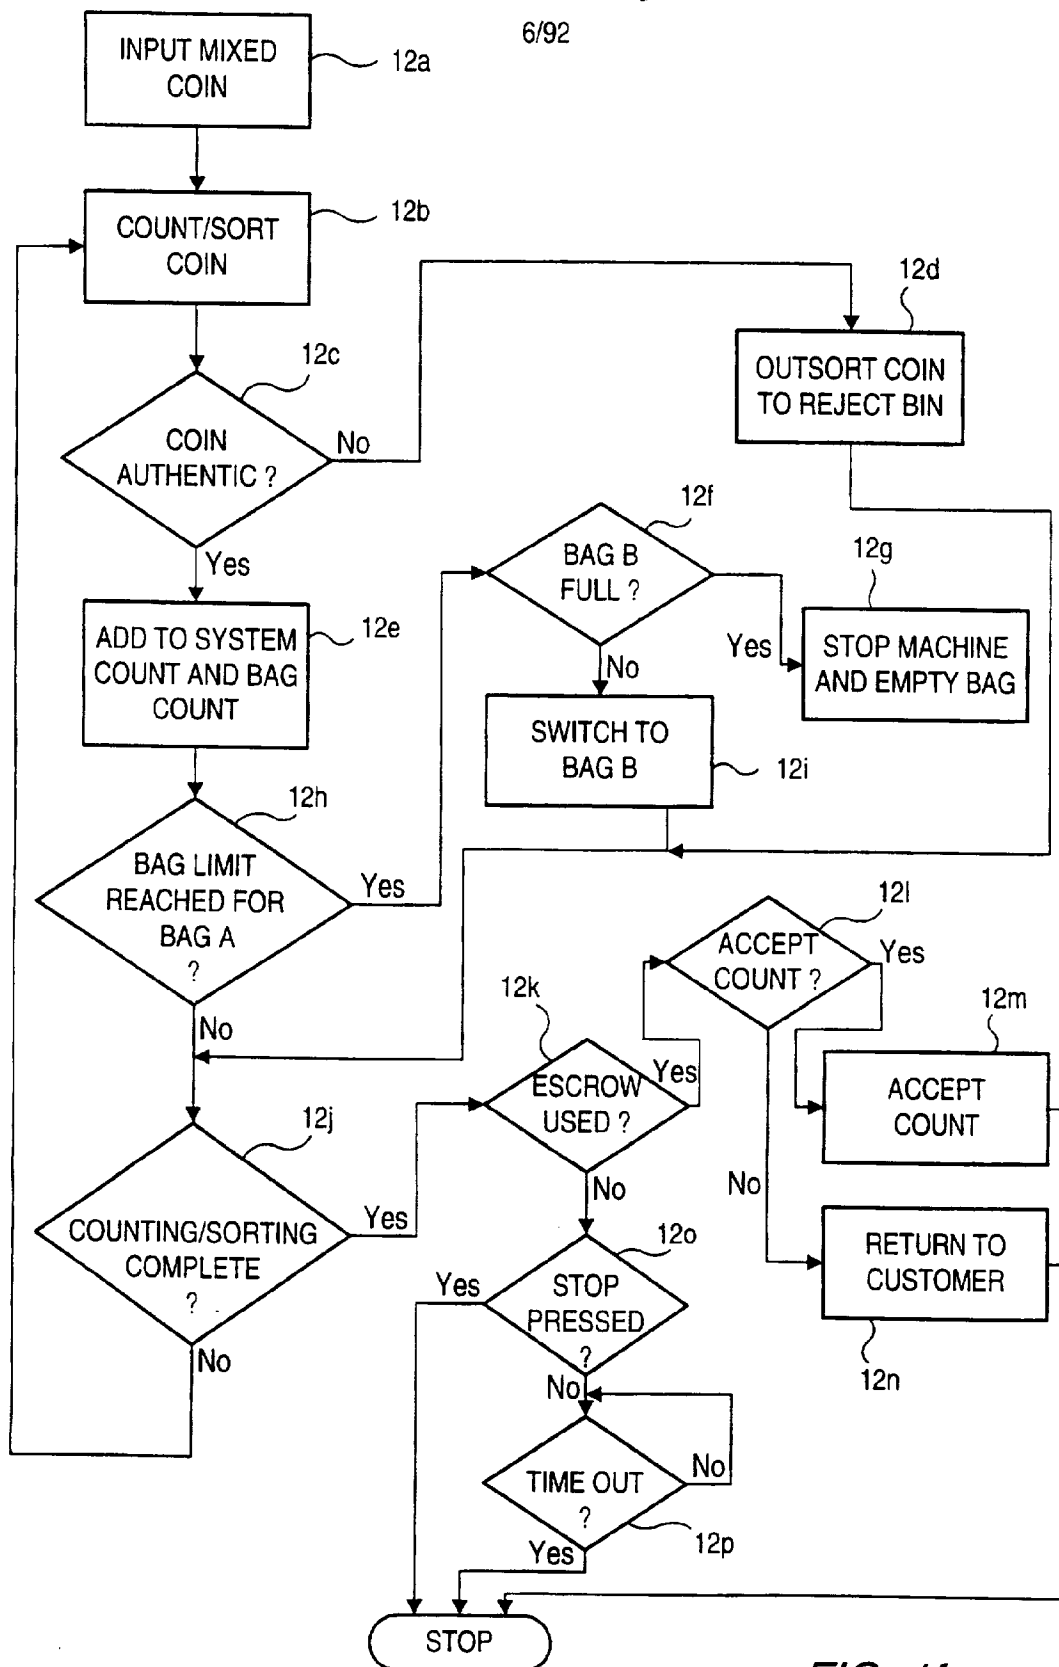 6/92
INPUT MIXED
COIN
12a
COUNT/SORT
COIN
12b
COIN
AUTHENTIC ?
12c
No
Yes
12d
OUTSORT COIN
TO REJECT BIN
ADD TO SYSTEM
COUNT AND BAG
COUNT
12e
BAG B
FULL ?
12f
Yes
No
12g
STOP MACHINE
AND EMPTY BAG
SWITCH TO
BAG B
12i
BAG LIMIT
REACHED FOR
BAG A
?
12h
Yes
No
COUNTING/SORTING
COMPLETE
?
12j
Yes
No
ESCROW
USED ?
12k
Yes
No
ACCEPT
COUNT ?
12l
Yes
No
12m
ACCEPT
COUNT
RETURN TO
CUSTOMER
12n
STOP
PRESSED
?
12o
Yes
No
TIME OUT
?
12p
No
Yes
STOP